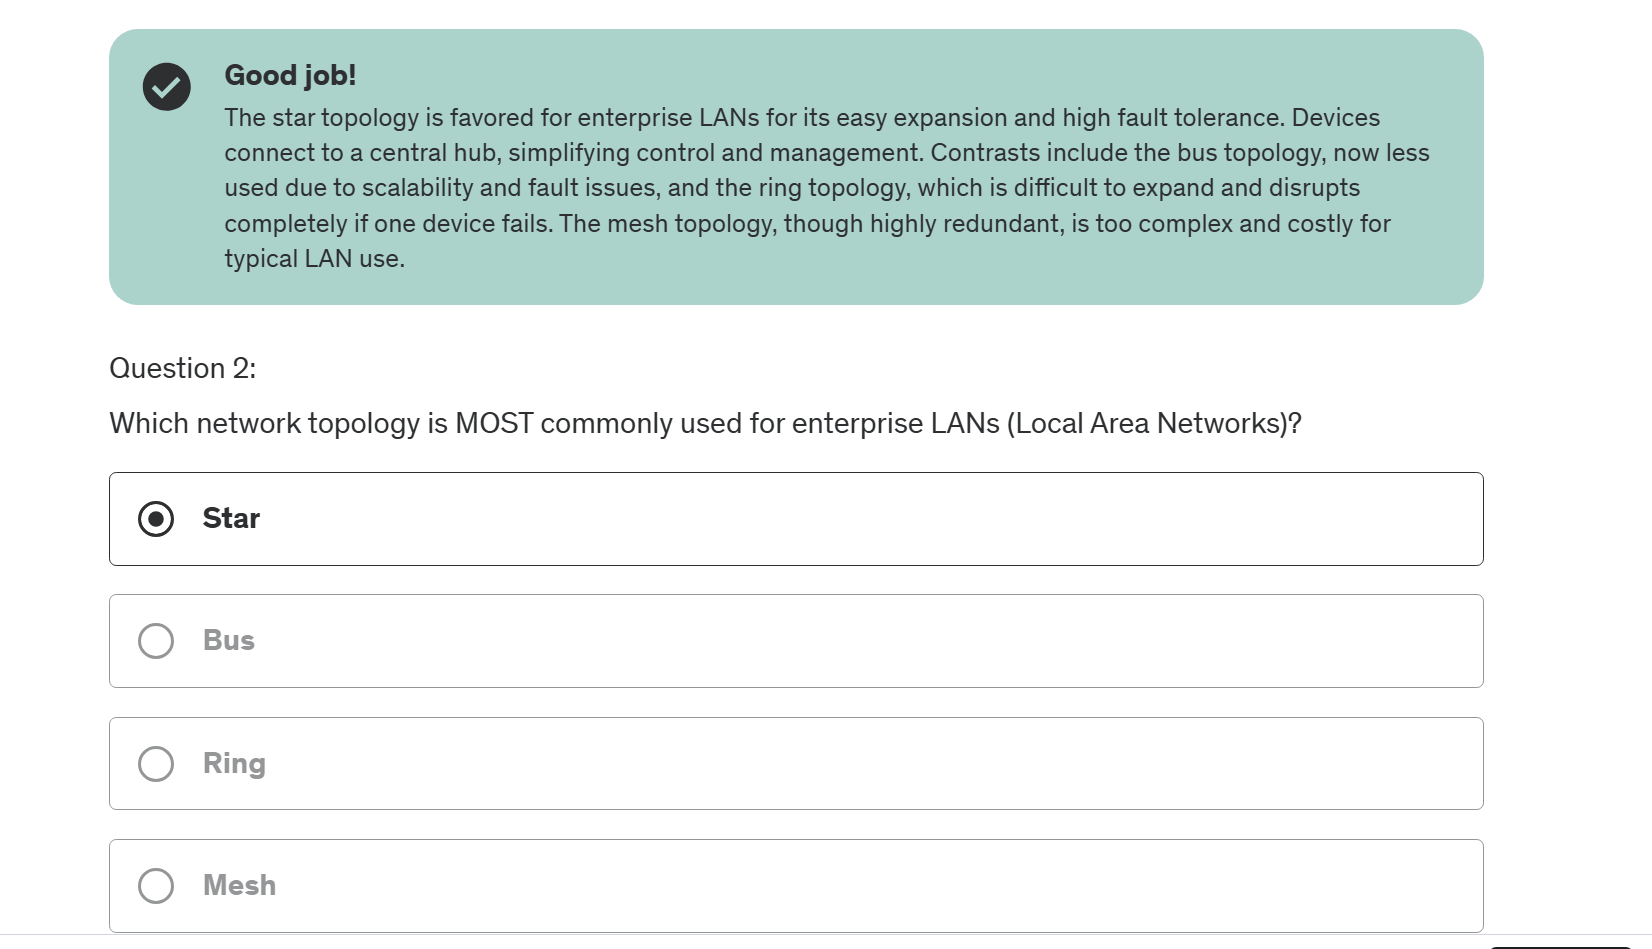 Good job!
The star topology is favored for enterprise LANs for its easy expansion and high fault tolerance. Devices
connect to a central hub, simplifying control and management. Contrasts include the bus topology, now less
used due to scalability and fault issues, and the ring topology, which is difficult to expand and disrupts
completely if one device fails. The mesh topology, though highly redundant, is too complex and costly for
typical LAN use.
Question 2:
Which network topology is MOST commonly used for enterprise LANs (Local Area Networks)?
Star
Bus
Ring
Mesh